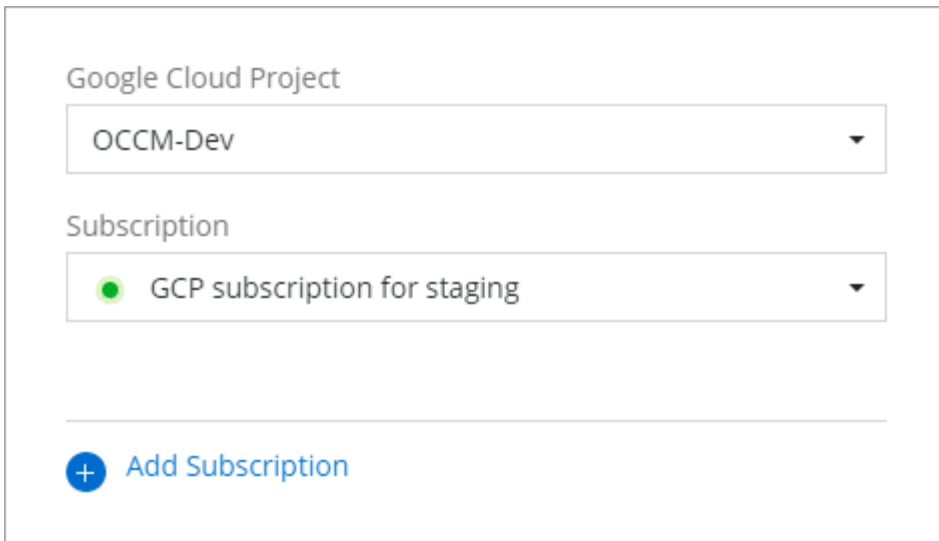 Google Cloud Project
OCCM-Dev
Subscription
GCP subscription for staging
Add Subscription